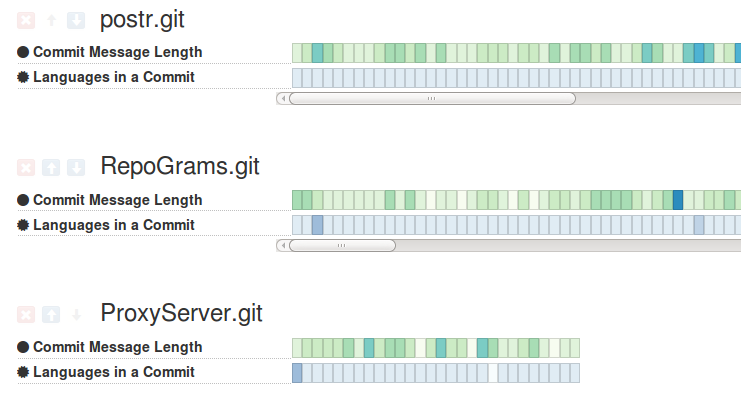 postr.git
Commit Message Length
Languages in a Commit
RepoGrams.git
Commit Message Length
Languages in a Commit
ProxyServer.git
Commit Message Length
Languages in a Commit